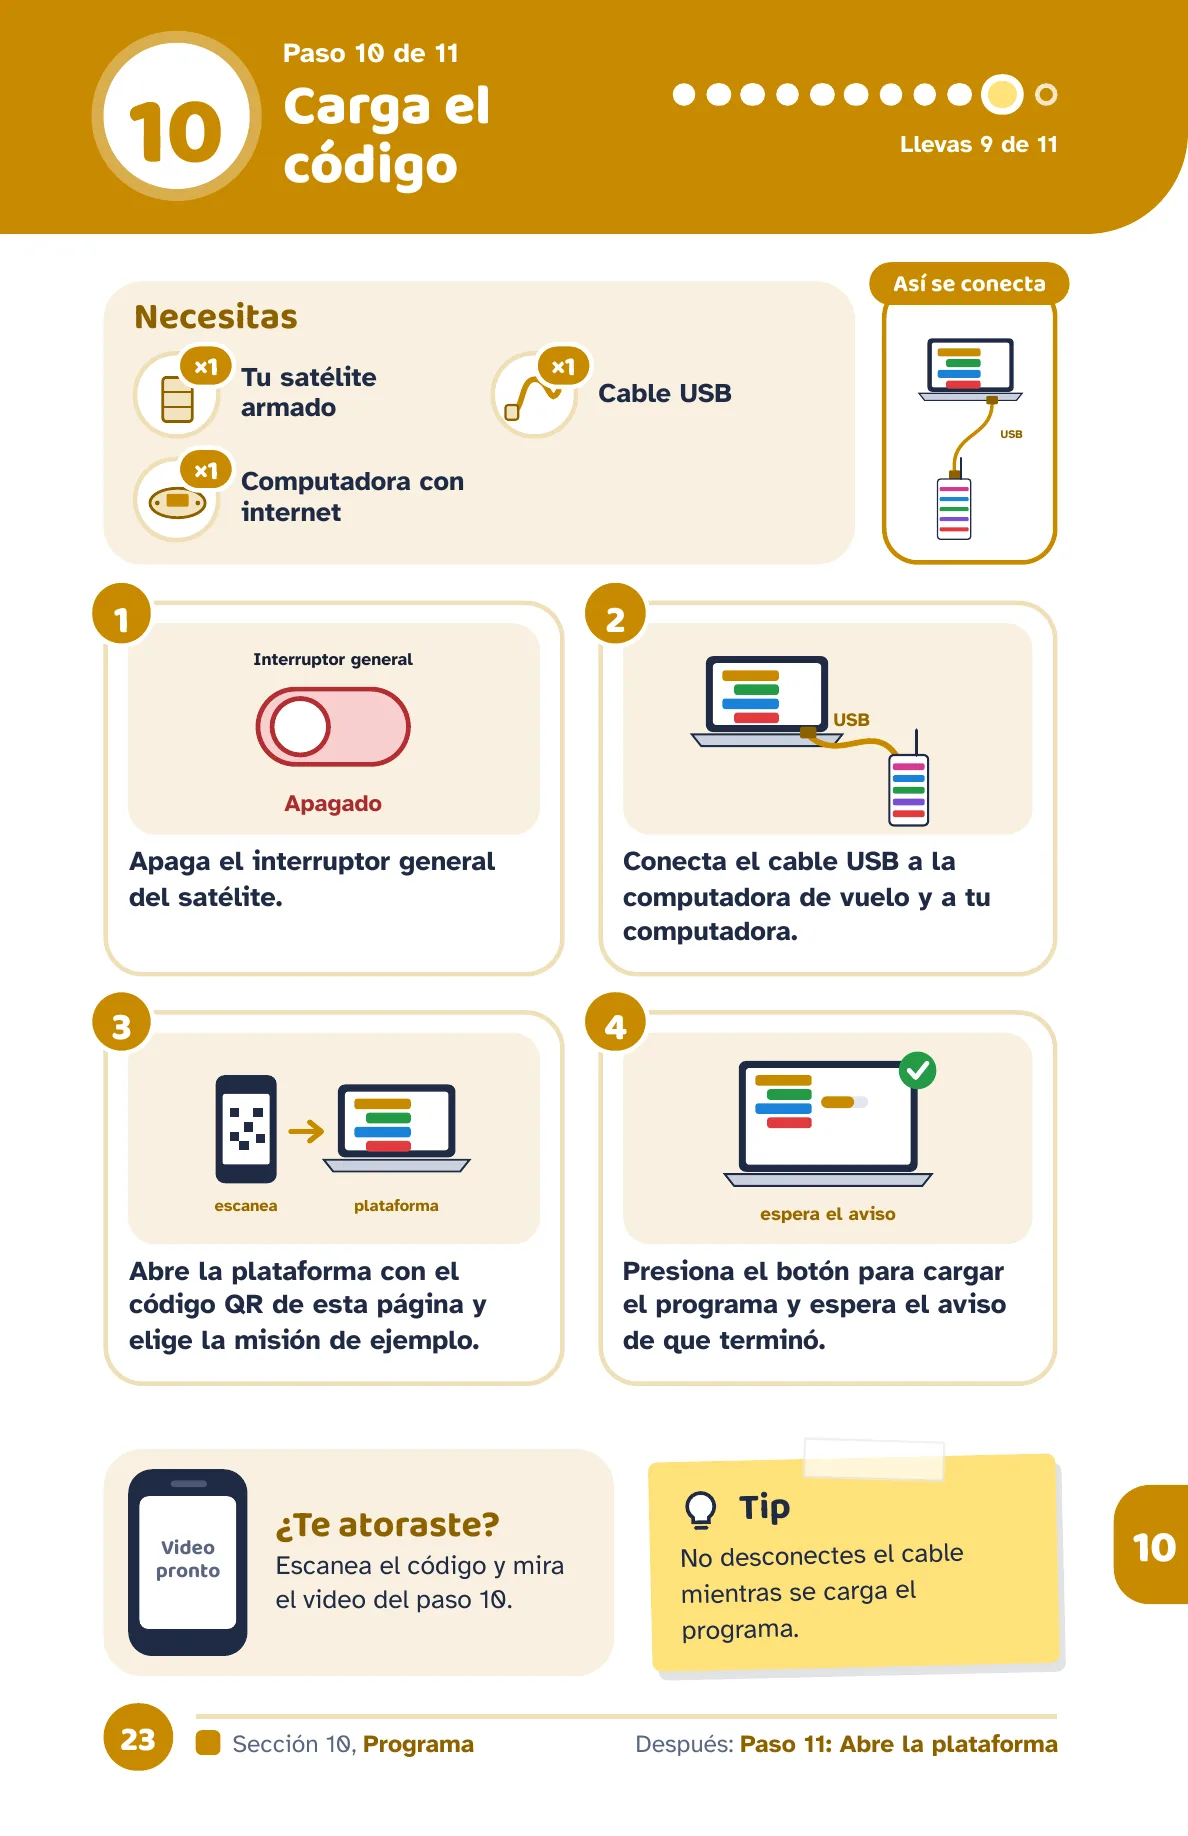 10
Paso 10 de 11
Carga el
código
Llevas 9 de 11
Necesitas
x1
Tu satélite
armado
x1
Cable USB
x1
Computadora con
internet
Así se conecta
USB
1
Interruptor general
Apagado
Apaga el interruptor general
del satélite.
2
USB
Conecta el cable USB a la
computadora de vuelo y a tu
computadora.
3
escanea
plataforma
Abre la plataforma con el
código QR de esta página y
elige la misión de ejemplo.
4
espera el aviso
Presiona el botón para cargar
el programa y espera el aviso
de que terminó.
Video
pronto
¿Te atoraste?
Escanea el código y mira
el video del paso 10.
Tip
No desconectes el cable
mientras se carga el
programa.
10
23
Sección 10, Programa
Después: Paso 11: Abre la plataforma